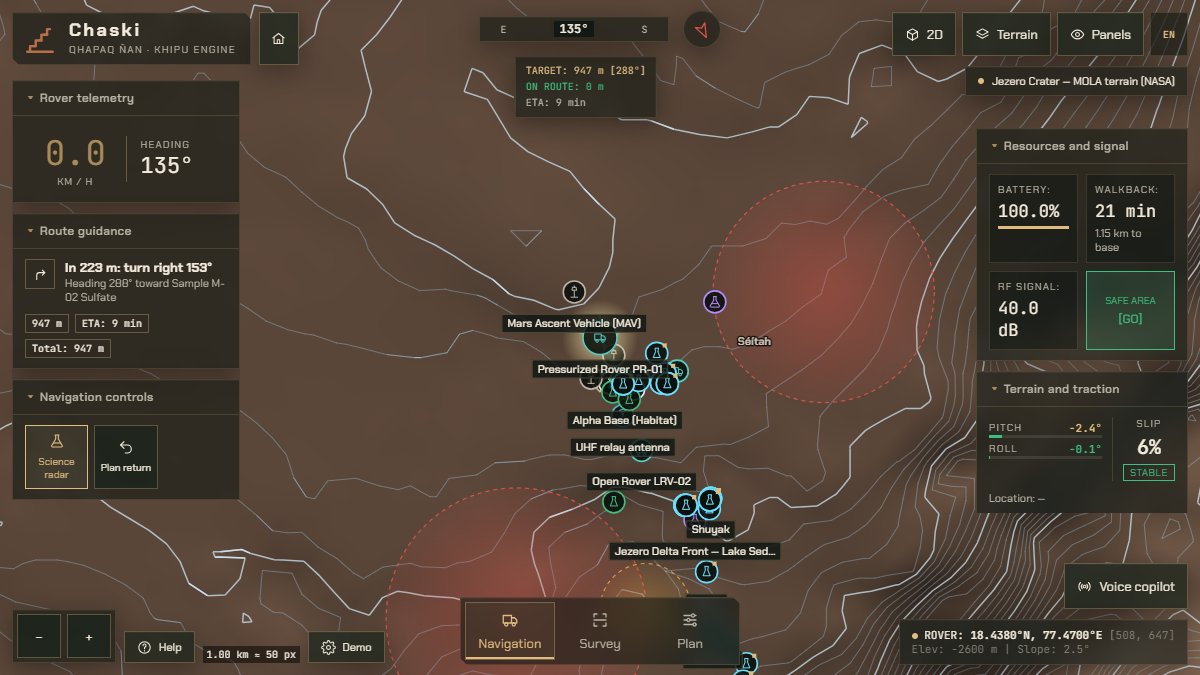 Chaski
QHAPAQ ÑAN · KHIPU ENGINE
E 135° S
2D
Terrain
Panels
EN
TARGET: 947 m [288°]
ON ROUTE: 0 m
ETA: 9 min
Jezero Crater — MOLA terrain (NASA)
Rover telemetry
0.0
KM / H
HEADING
135°
Route guidance
In 223 m: turn right 153°
Heading 288° toward Sample M-
02 Sulfate
947 m
ETA: 9 min
Total: 947 m
Navigation controls
Science
radar
Plan return
Mars Ascent Vehicle (MAV)
Séítah
Pressurized Rover PR-01
Alpha Base (Habitat)
UHF relay antenna
Open Rover LRV-02
Shuyak
Jezero Delta Front — Lake Sed...
Resources and signal
BATTERY:
100.0%
WALKBACK:
21 min
1.15 km to
base
RF SIGNAL:
40.0
dB
SAFE AREA
[GO]
Terrain and traction
PITCH -2.4°
ROLL -0.1°
SLIP
6%
STABLE
Location: —
Voice copilot
− +
Help
1.00 km = 50 px
Demo
Navigation
Survey
Plan
ROVER: 18.4380°N, 77.4700°E [508, 647]
Elev: -2600 m | Slope: 2.5°